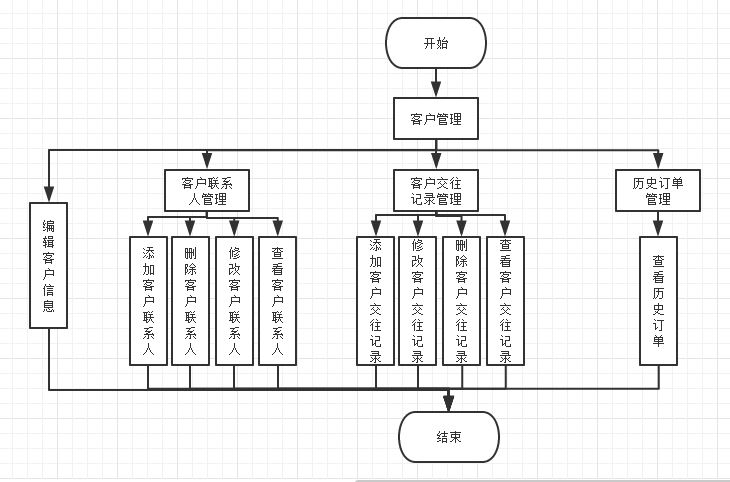 开始
客户管理
客户联系
人管理
客户交往
记录管理
历史订单
管理
编辑客户信息
添加客户联系人
删除客户联系人
修改客户联系人
查看客户联系人
添加客户交往记录
修改客户交往记录
删除客户交往记录
查看客户交往记录
查看历史订单
结束